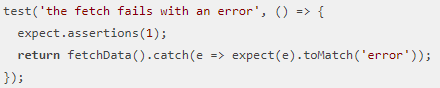 test('the fetch fails with an error', () => {
  expect.assertions(1);
  return fetchData().catch(e => expect(e).toMatch('error'));
});